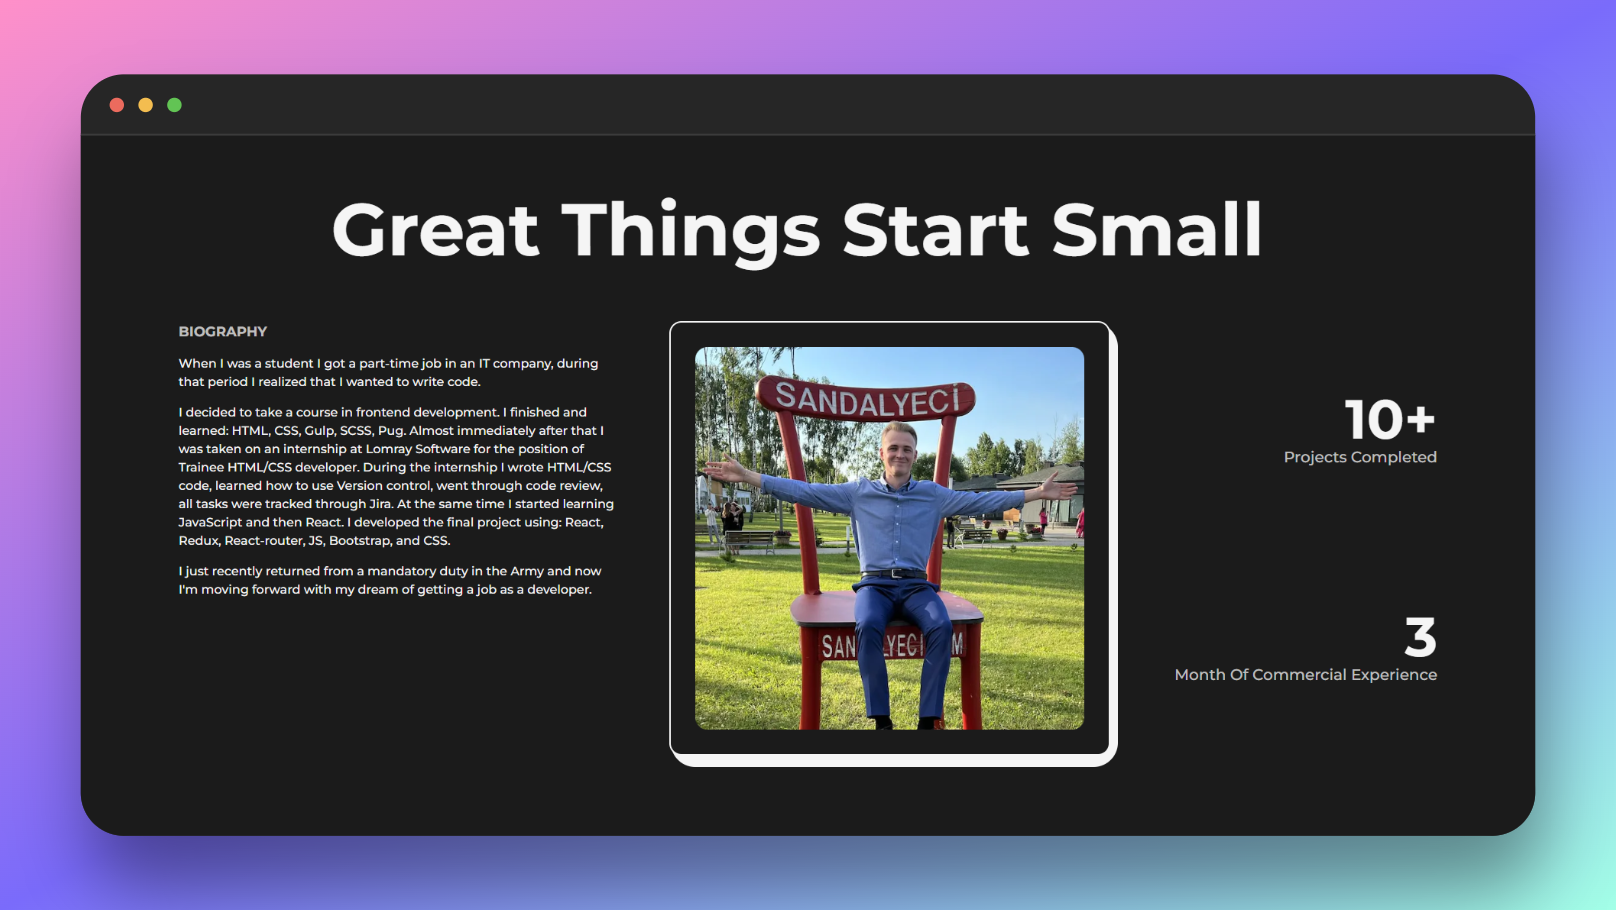 Great Things Start Small
BIOGRAPHY
When I was a student I got a part-time job in an IT company, during
that period I realized that I wanted to write code.
I decided to take a course in frontend development. I finished and
learned: HTML, CSS, Gulp, SCSS, Pug. Almost immediately after that I
was taken on an internship at Lomray Software for the position of
Trainee HTML/CSS developer. During the internship I wrote HTML/CSS
code, learned how to use Version control, went through code review,
all tasks were tracked through Jira. At the same time I started learning
JavaScript and then React. I developed the final project using: React,
Redux, React-router, JS, Bootstrap, and CSS.
I just recently returned from a mandatory duty in the Army and now
I'm moving forward with my dream of getting a job as a developer.
SANDALYECİ
10+
Projects Completed
3
Month Of Commercial Experience